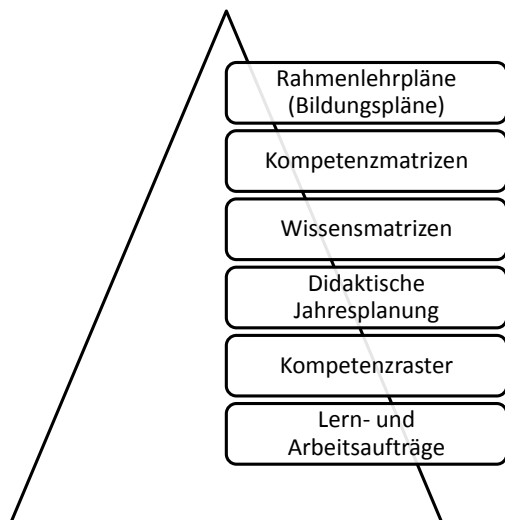 Rahmenlehrpläne
(Bildungspläne)
Kompetenzmatrizen
Wissensmatrizen
Didaktische
Jahresplanung
Kompetenzraster
Lern- und
Arbeitsaufträge